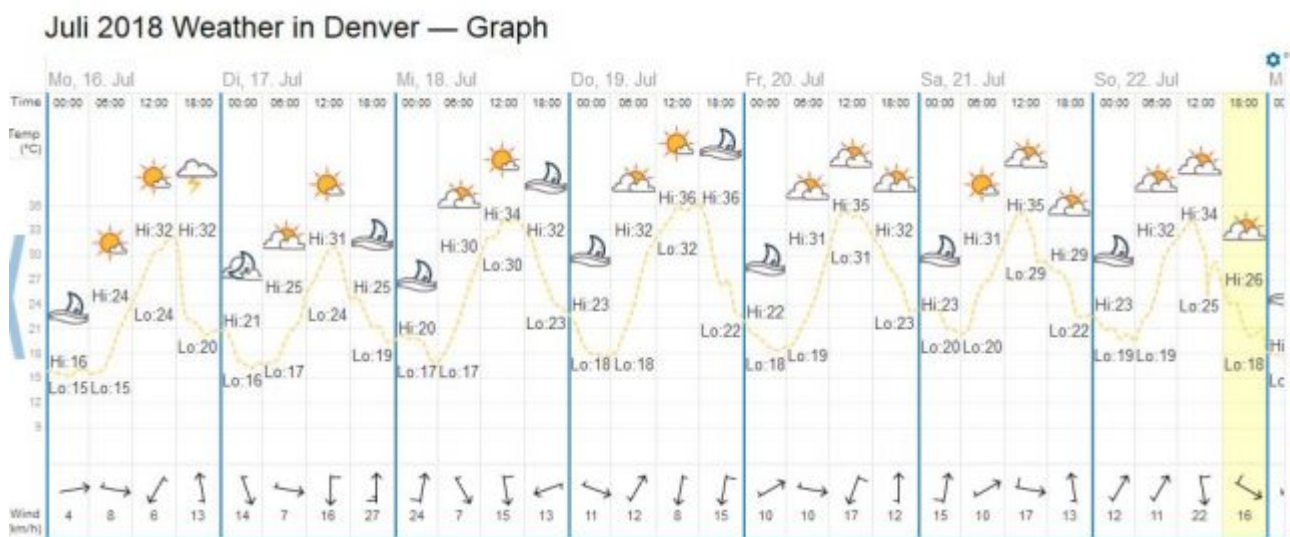 Juli 2018 Weather in Denver — Graph
Mo, 16. Jul Di, 17. Jul Mi, 18. Jul Do, 19. Jul Fr, 20. Jul Sa, 21. Jul So, 22. Jul M
Time 00:00 06:00 12:00 18:00 00:00 06:00 12:00 18:00 00:00 06:00 12:00 18:00 00:00 06:00 12:00 18:00 00:00 06:00 12:00 18:00 00:00 06:00 12:00 18:00 00:00 06:00 12:00 18:00
Temp
(°C)
36
33
30
27
24
21
18
15
12
9
Hi:16 Hi:24 Hi:32 Hi:32 Hi:21 Hi:25 Hi:31 Hi:25 Hi:20 Hi:30 Hi:34 Hi:32 Hi:23 Hi:32 Hi:36 Hi:36 Hi:22 Hi:31 Hi:35 Hi:32 Hi:23 Hi:31 Hi:35 Hi:29 Hi:23 Hi:32 Hi:34 Hi:26 Hi
Lo:15 Lo:15 Lo:24 Lo:20 Lo:16 Lo:17 Lo:24 Lo:19 Lo:17 Lo:17 Lo:30 Lo:23 Lo:18 Lo:18 Lo:32 Lo:22 Lo:18 Lo:19 Lo:31 Lo:23 Lo:20 Lo:20 Lo:29 Lo:22 Lo:19 Lo:19 Lo:25 Lo:18 Lo
Wind 4 8 6 13 14 7 16 27 24 7 15 13 11 12 8 15 10 10 17 12 15 10 17 13 12 11 22 16
(km/h)